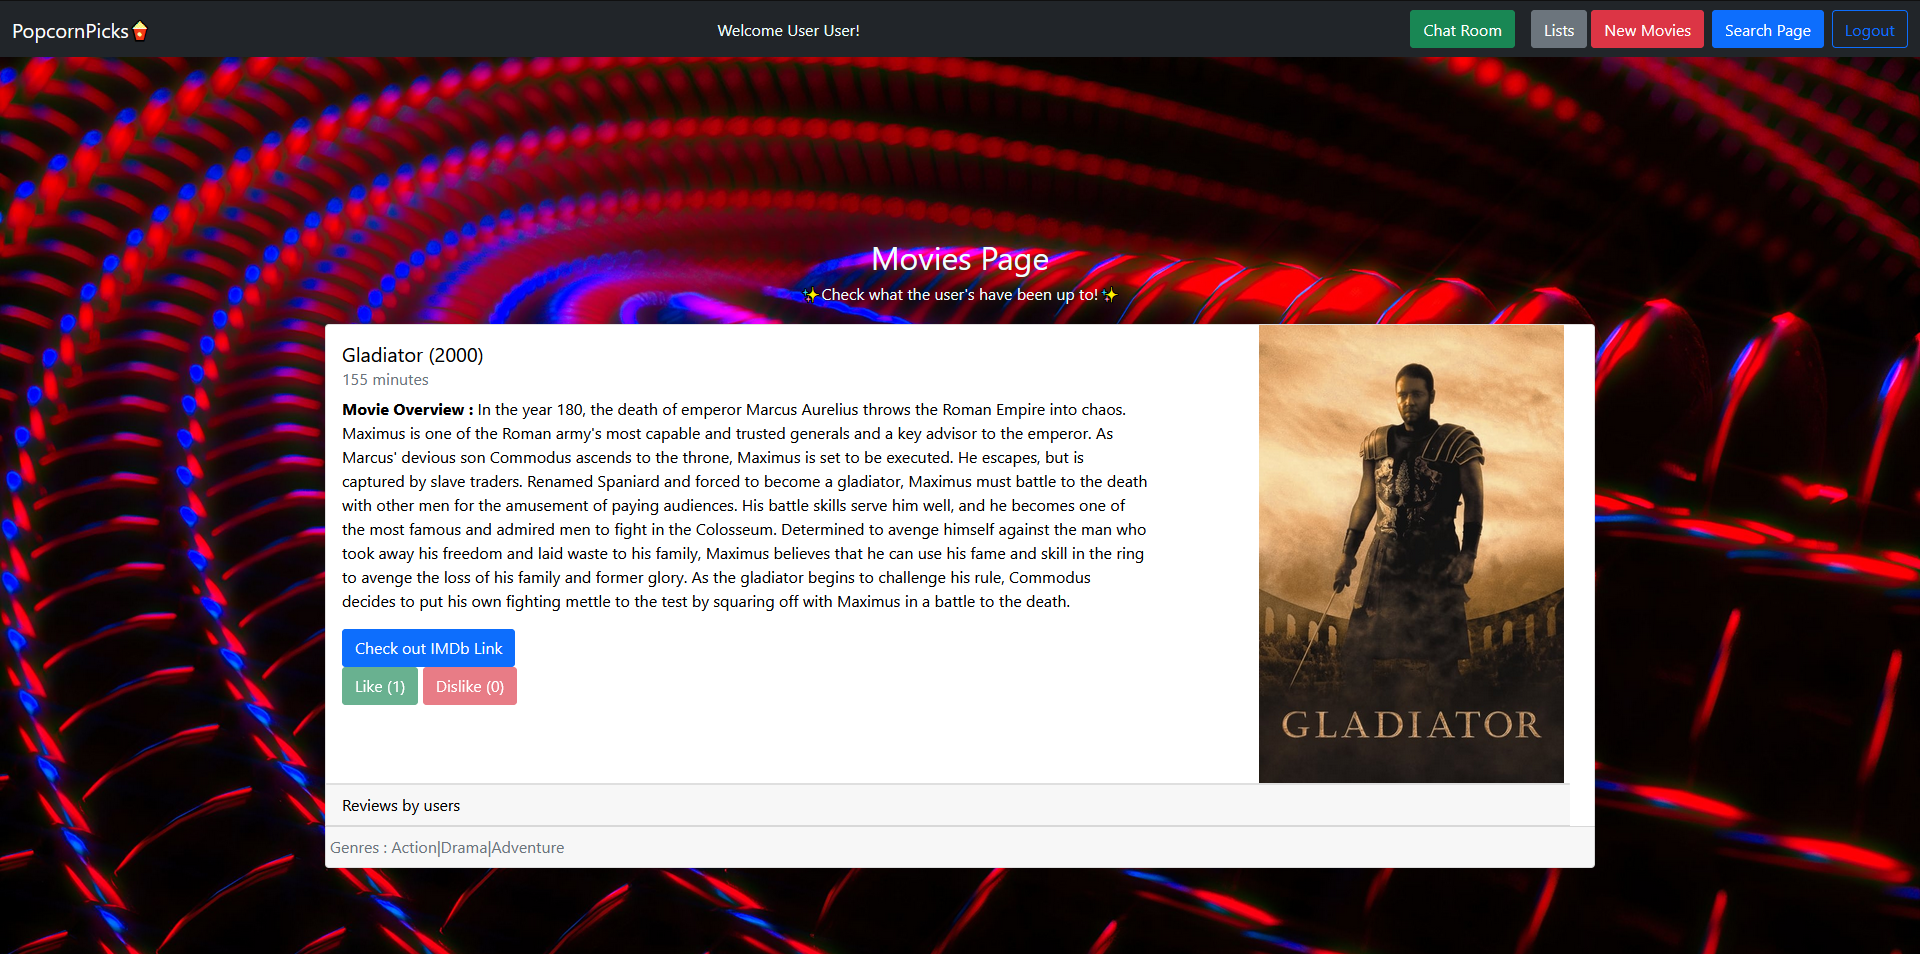 PopcornPicks🍿
Welcome User User!
Chat Room
Lists
New Movies
Search Page
Logout
Movies Page
✨Check what the user's have been up to!✨
Gladiator (2000)
155 minutes
Movie Overview : In the year 180, the death of emperor Marcus Aurelius throws the Roman Empire into chaos.
Maximus is one of the Roman army's most capable and trusted generals and a key advisor to the emperor. As
Marcus' devious son Commodus ascends to the throne, Maximus is set to be executed. He escapes, but is
captured by slave traders. Renamed Spaniard and forced to become a gladiator, Maximus must battle to the death
with other men for the amusement of paying audiences. His battle skills serve him well, and he becomes one of
the most famous and admired men to fight in the Colosseum. Determined to avenge himself against the man who
took away his freedom and laid waste to his family, Maximus believes that he can use his fame and skill in the ring
to avenge the loss of his family and former glory. As the gladiator begins to challenge his rule, Commodus
decides to put his own fighting mettle to the test by squaring off with Maximus in a battle to the death.
Check out IMDb Link
Like (1)
Dislike (0)
GLADIATOR
Reviews by users
Genres : Action|Drama|Adventure